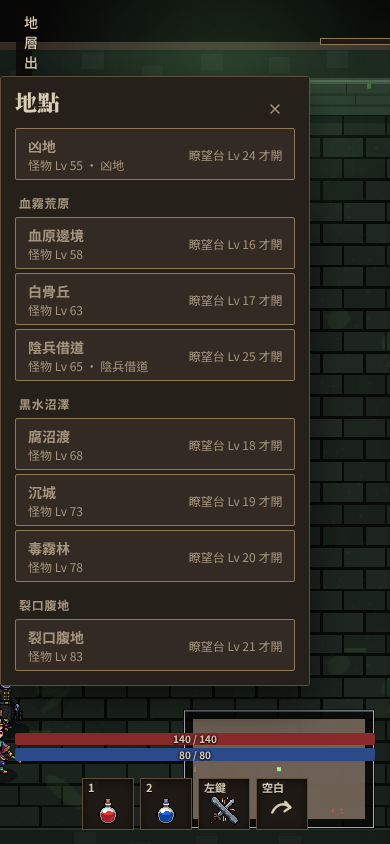 地
層
出
地點
×
凶地
怪物 Lv 55 · 凶地
瞭望台 Lv 24 才開
血霧荒原
血原邊境
怪物 Lv 58
瞭望台 Lv 16 才開
白骨丘
怪物 Lv 63
瞭望台 Lv 17 才開
陰兵借道
怪物 Lv 65 · 陰兵借道
瞭望台 Lv 25 才開
黑水沼澤
腐沼渡
怪物 Lv 68
瞭望台 Lv 18 才開
沉城
怪物 Lv 73
瞭望台 Lv 19 才開
毒霧林
怪物 Lv 78
瞭望台 Lv 20 才開
裂口腹地
裂口腹地
怪物 Lv 83
瞭望台 Lv 21 才開
140 / 140
80 / 80
1
2
左鍵
空白